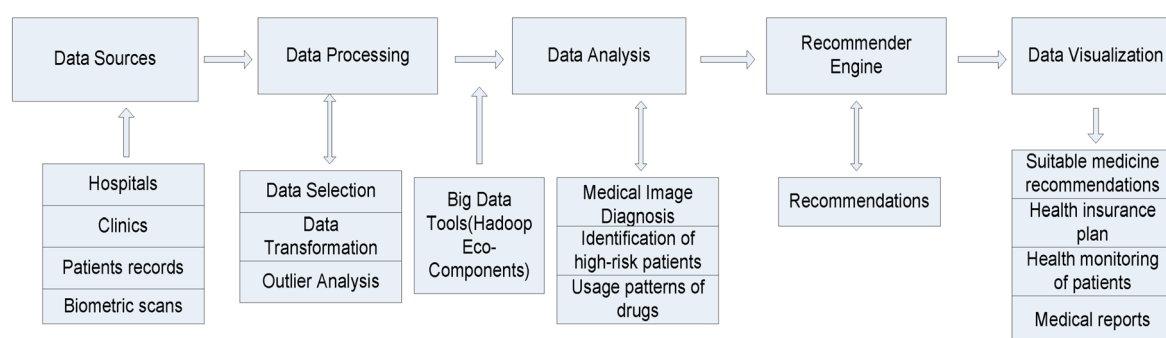 Data Sources
Data Processing
Data Analysis
Recommender
Engine
Data Visualization
Hospitals
Clinics
Patients records
Biometric scans
Data Selection
Data
Transformation
Outlier Analysis
Big Data
Tools(Hadoop
Eco-
Components)
Medical Image
Diagnosis
Identification of
high-risk patients
Usage patterns of
drugs
Recommendations
Suitable medicine
recommendations
Health insurance
plan
Health monitoring
of patients
Medical reports